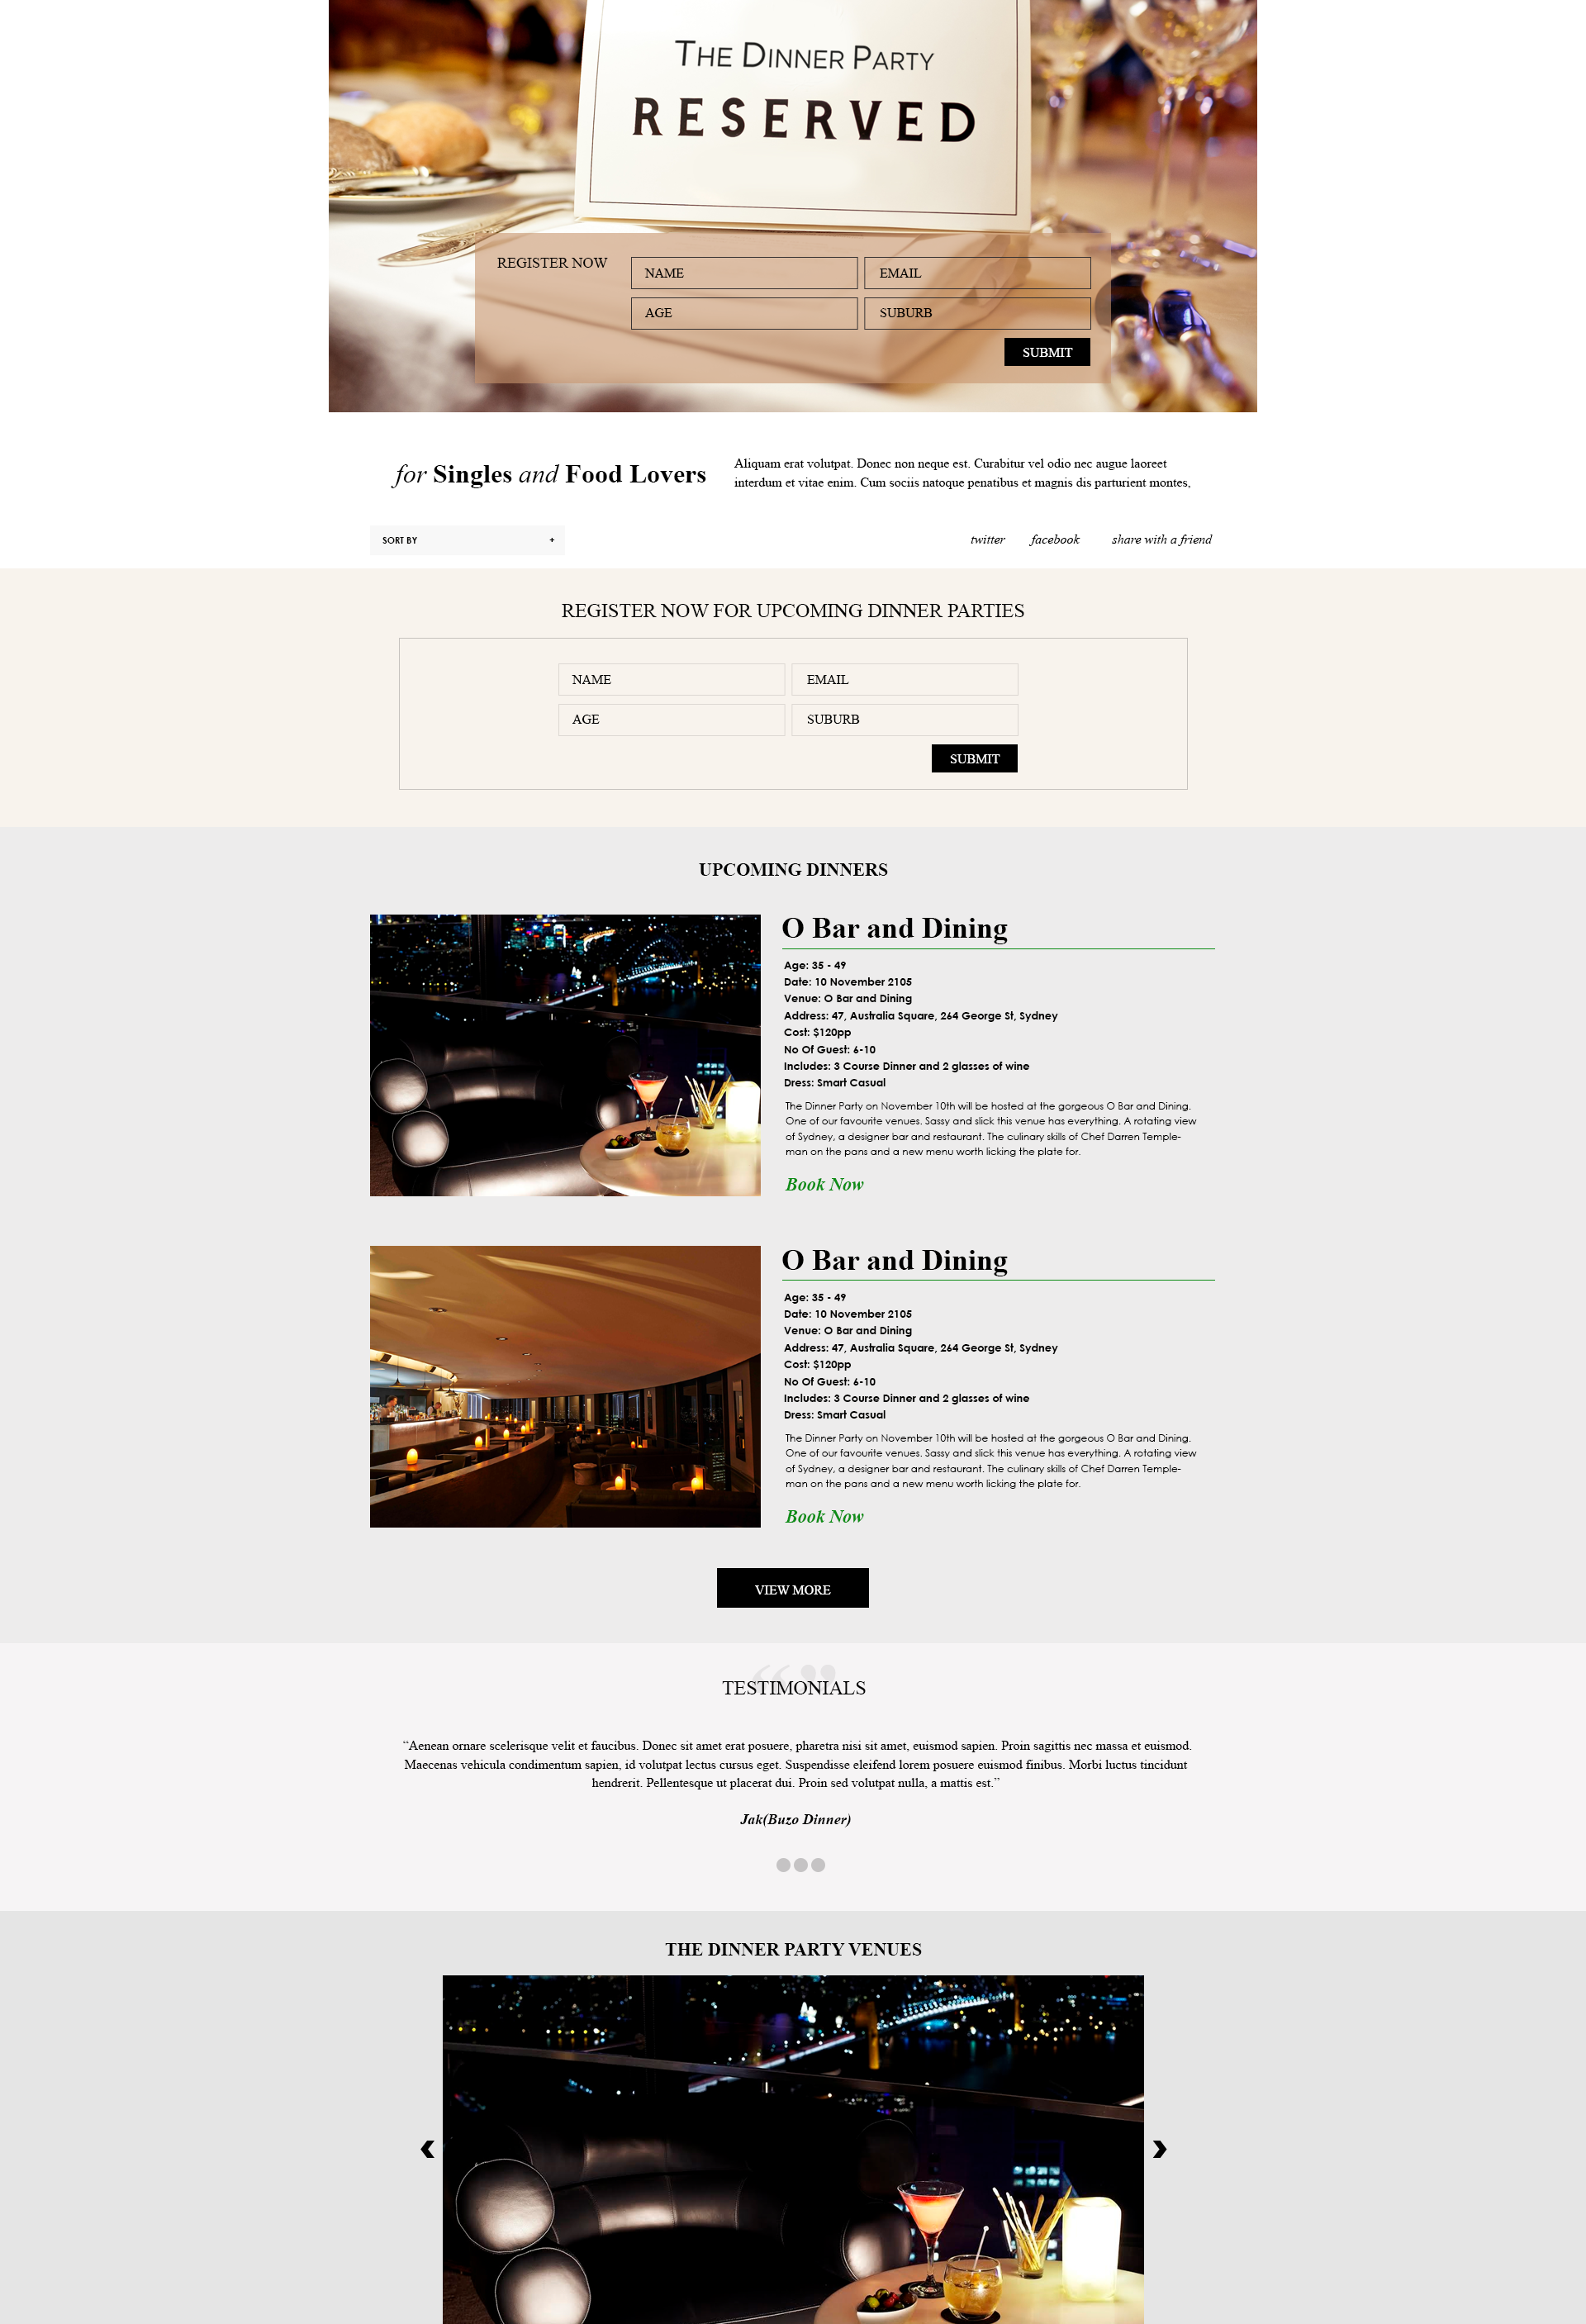 THE DINNER PARTY
RESERVED
REGISTER NOW
NAME
EMAIL
AGE
SUBURB
SUBMIT
for Singles and Food Lovers
Aliquam erat volutpat. Donec non neque est. Curabitur vel odio nec augue laoreet
interdum et vitae enim. Cum sociis natoque penatibus et magnis dis parturient montes,
SORT BY +
twitter facebook share with a friend
REGISTER NOW FOR UPCOMING DINNER PARTIES
NAME
EMAIL
AGE
SUBURB
SUBMIT
UPCOMING DINNERS
O Bar and Dining
Age: 35 - 49
Date: 10 November 2105
Venue: O Bar and Dining
Address: 47, Australia Square, 264 George St, Sydney
Cost: $120pp
No Of Guest: 6-10
Includes: 3 Course Dinner and 2 glasses of wine
Dress: Smart Casual
The Dinner Party on November 10th will be hosted at the gorgeous O Bar and Dining.
One of our favourite venues. Sassy and slick this venue has everything. A rotating view
of Sydney, a designer bar and restaurant. The culinary skills of Chef Darren Temple-
man on the pans and a new menu worth licking the plate for.
Book Now
O Bar and Dining
Age: 35 - 49
Date: 10 November 2105
Venue: O Bar and Dining
Address: 47, Australia Square, 264 George St, Sydney
Cost: $120pp
No Of Guest: 6-10
Includes: 3 Course Dinner and 2 glasses of wine
Dress: Smart Casual
The Dinner Party on November 10th will be hosted at the gorgeous O Bar and Dining.
One of our favourite venues. Sassy and slick this venue has everything. A rotating view
of Sydney, a designer bar and restaurant. The culinary skills of Chef Darren Temple-
man on the pans and a new menu worth licking the plate for.
Book Now
VIEW MORE
“”
TESTIMONIALS
“Aenean ornare scelerisque velit et faucibus. Donec sit amet erat posuere, pharetra nisi sit amet, euismod sapien. Proin sagittis nec massa et euismod.
Maecenas vehicula condimentum sapien, id volutpat lectus cursus eget. Suspendisse eleifend lorem posuere euismod finibus. Morbi luctus tincidunt
hendrerit. Pellentesque ut placerat dui. Proin sed volutpat nulla, a mattis est.”
Jak(Buzo Dinner)
THE DINNER PARTY VENUES